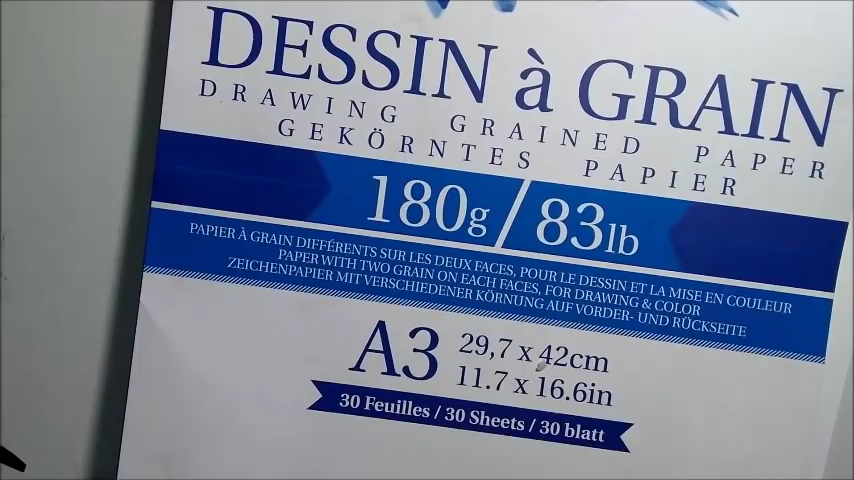 DESSIN à GRAIN
DRAWING GRAINED PAPER
GEKÖRNTES PAPIER
180g / 83lb
PAPIER À GRAIN DIFFÉRENTS SUR LES DEUX FACES, POUR LE DESSIN ET LA MISE EN COULEUR
PAPER WITH TWO GRAIN ON EACH FACES, FOR DRAWING & COLOR
ZEICHENPAPIER MIT VERSCHIEDENER KÖRNUNG AUF VORDER- UND RÜCKSEITE
A3
29,7 x 42cm
11.7 x 16.6in
30 Feuilles / 30 Sheets / 30 blatt